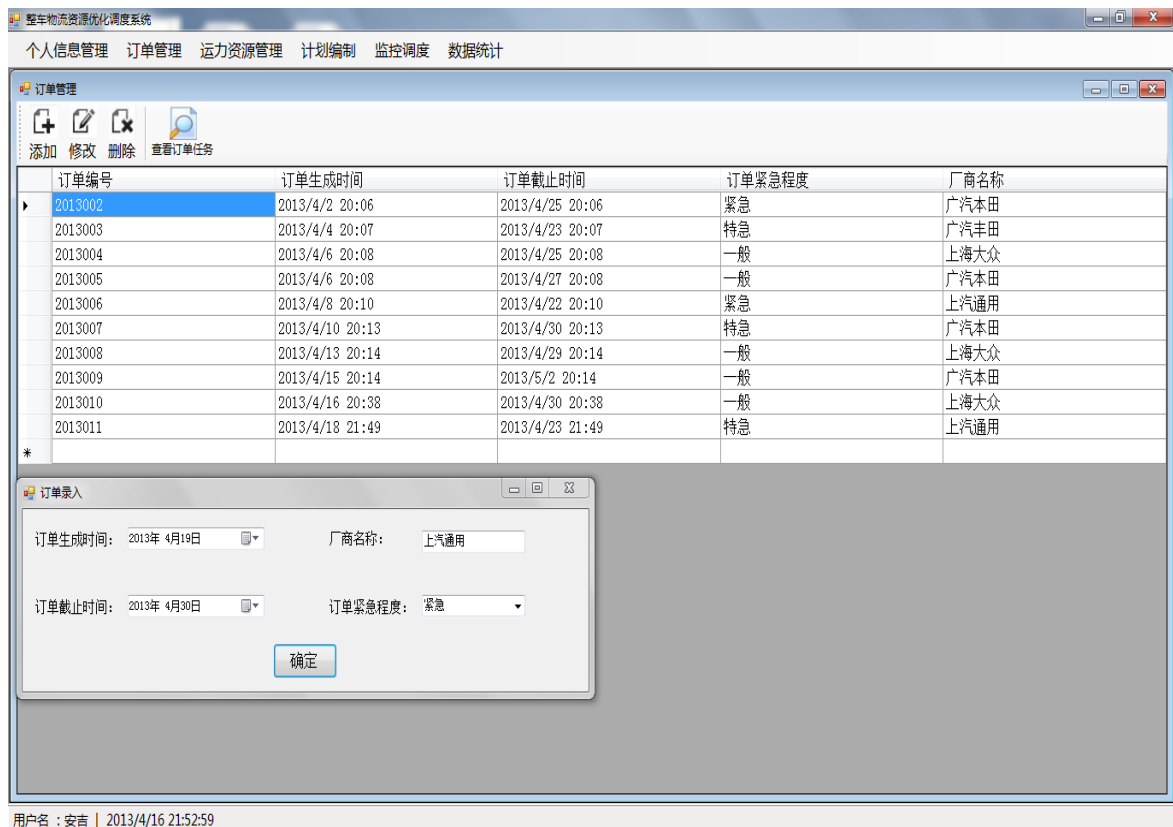 整车物流资源优化调度系统
个人信息管理 订单管理 运力资源管理 计划编制 监控调度 数据统计
订单管理
添加 修改 删除 查看订单任务
订单编号 订单生成时间 订单截止时间 订单紧急程度 厂商名称
2013002 2013/4/2 20:06 2013/4/25 20:06 紧急 广汽本田
2013003 2013/4/4 20:07 2013/4/23 20:07 特急 广汽丰田
2013004 2013/4/6 20:08 2013/4/25 20:08 一般 上海大众
2013005 2013/4/6 20:08 2013/4/27 20:08 一般 广汽本田
2013006 2013/4/8 20:10 2013/4/22 20:10 紧急 上汽通用
2013007 2013/4/10 20:13 2013/4/30 20:13 特急 广汽本田
2013008 2013/4/13 20:14 2013/4/29 20:14 一般 上海大众
2013009 2013/4/15 20:14 2013/5/2 20:14 一般 广汽本田
2013010 2013/4/16 20:38 2013/4/30 20:38 一般 上海大众
2013011 2013/4/18 21:49 2013/4/23 21:49 特急 上汽通用
订单录入
订单生成时间: 2013年 4月19日 厂商名称: 上汽通用
订单截止时间: 2013年 4月30日 订单紧急程度: 紧急
确定
用户名 :安吉 | 2013/4/16 21:52:59